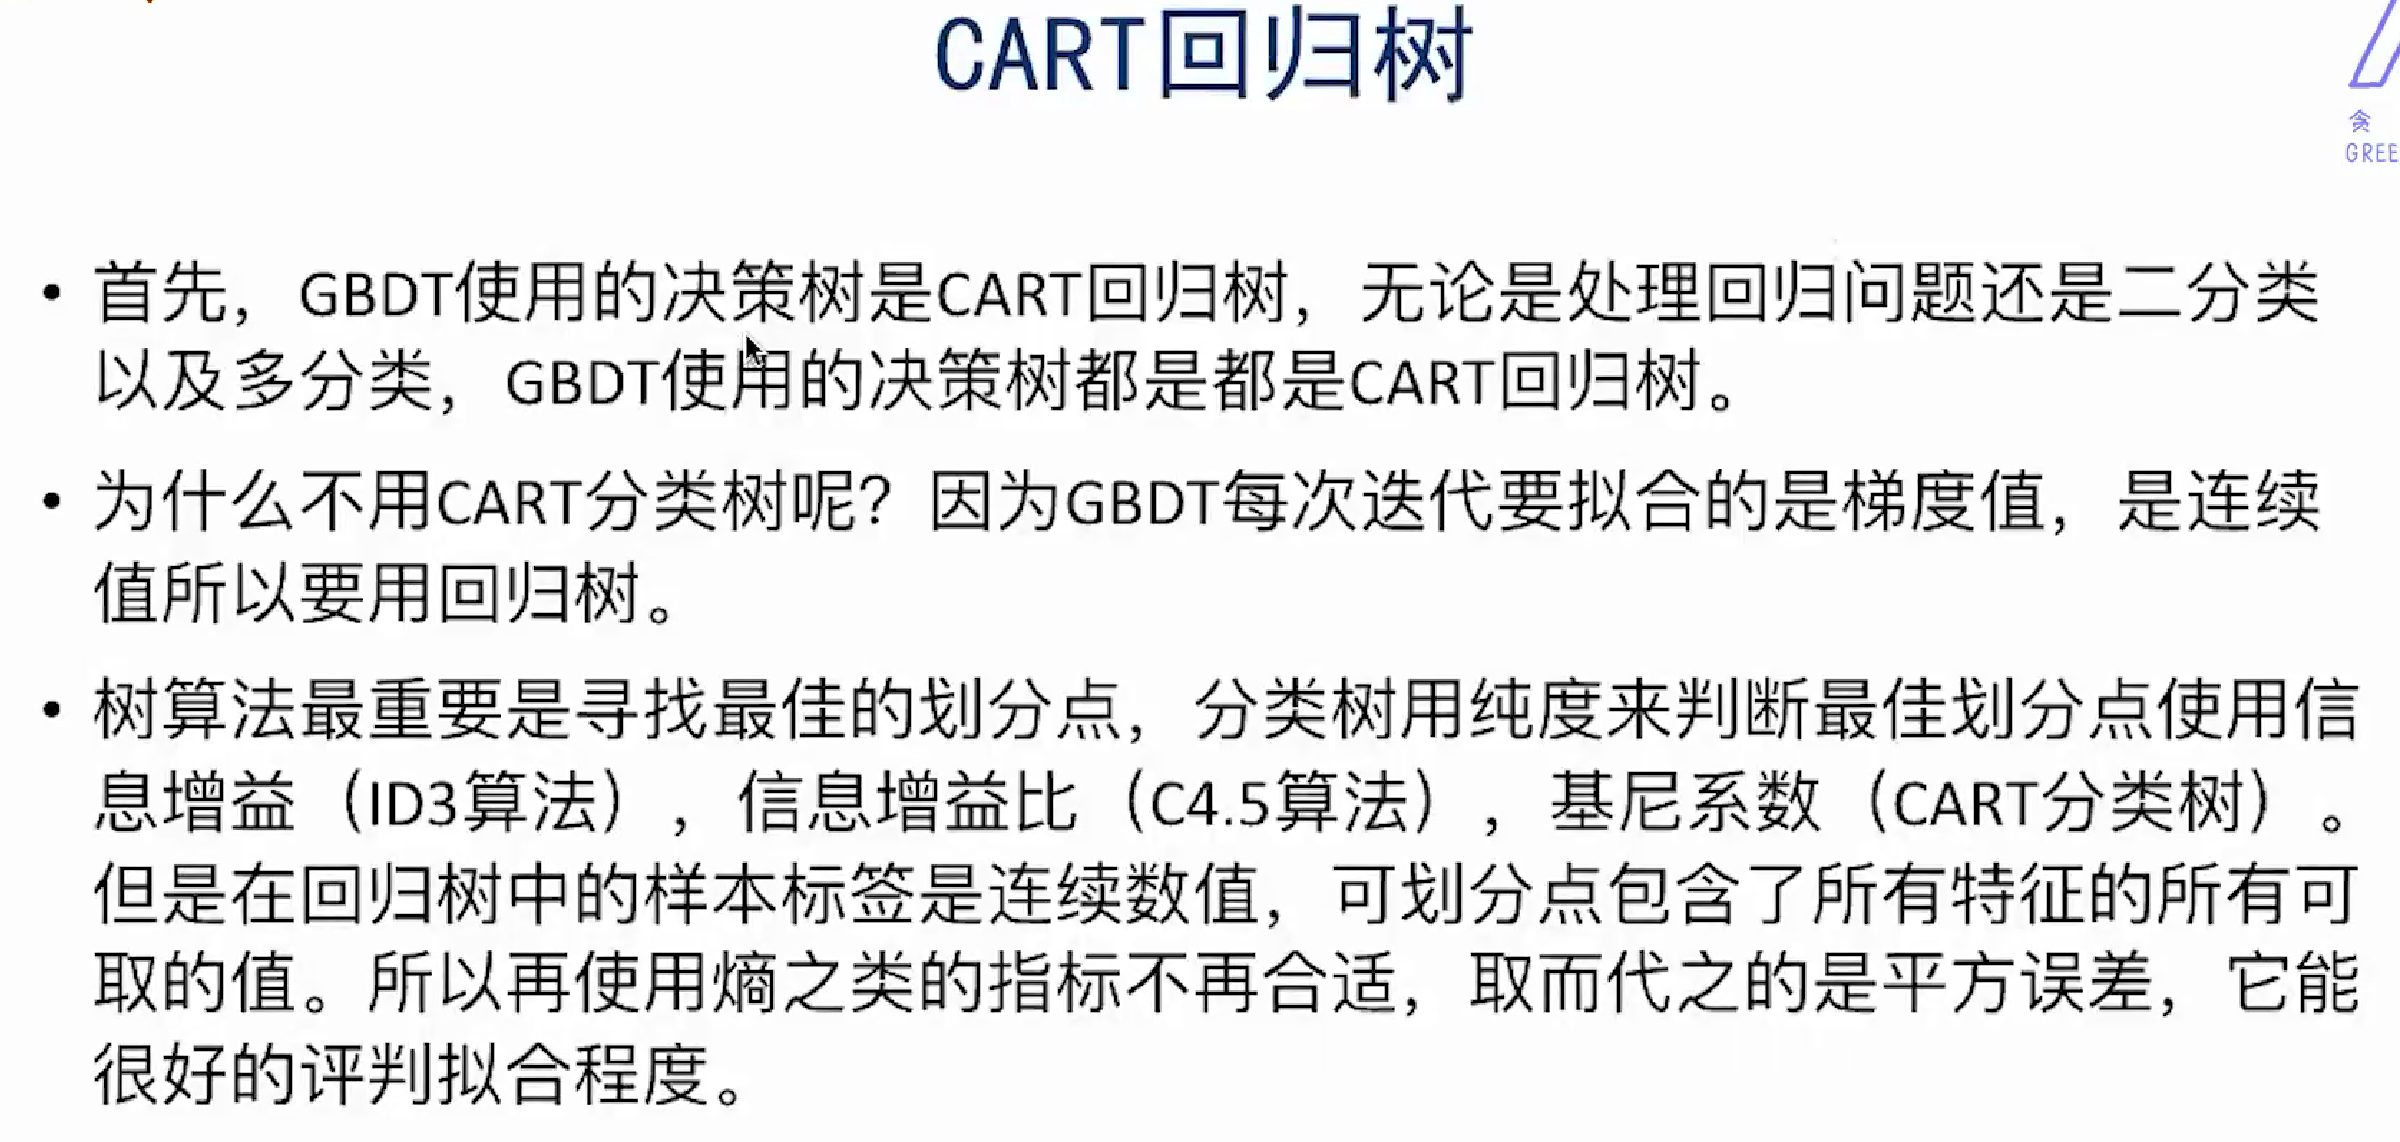 CART回归树
贪
GREE
• 首先，GBDT使用的决策树是CART回归树，无论是处理回归问题还是二分类
以及多分类，GBDT使用的决策树都是都是CART回归树。
• 为什么不用CART分类树呢？因为GBDT每次迭代要拟合的是梯度值，是连续
值所以要用回归树。
• 树算法最重要是寻找最佳的划分点，分类树用纯度来判断最佳划分点使用信
息增益（ID3算法），信息增益比（C4.5算法），基尼系数（CART分类树）。
但是在回归树中的样本标签是连续数值，可划分点包含了所有特征的所有可
取的值。所以再使用熵之类的指标不再合适，取而代之的是平方误差，它能
很好的评判拟合程度。